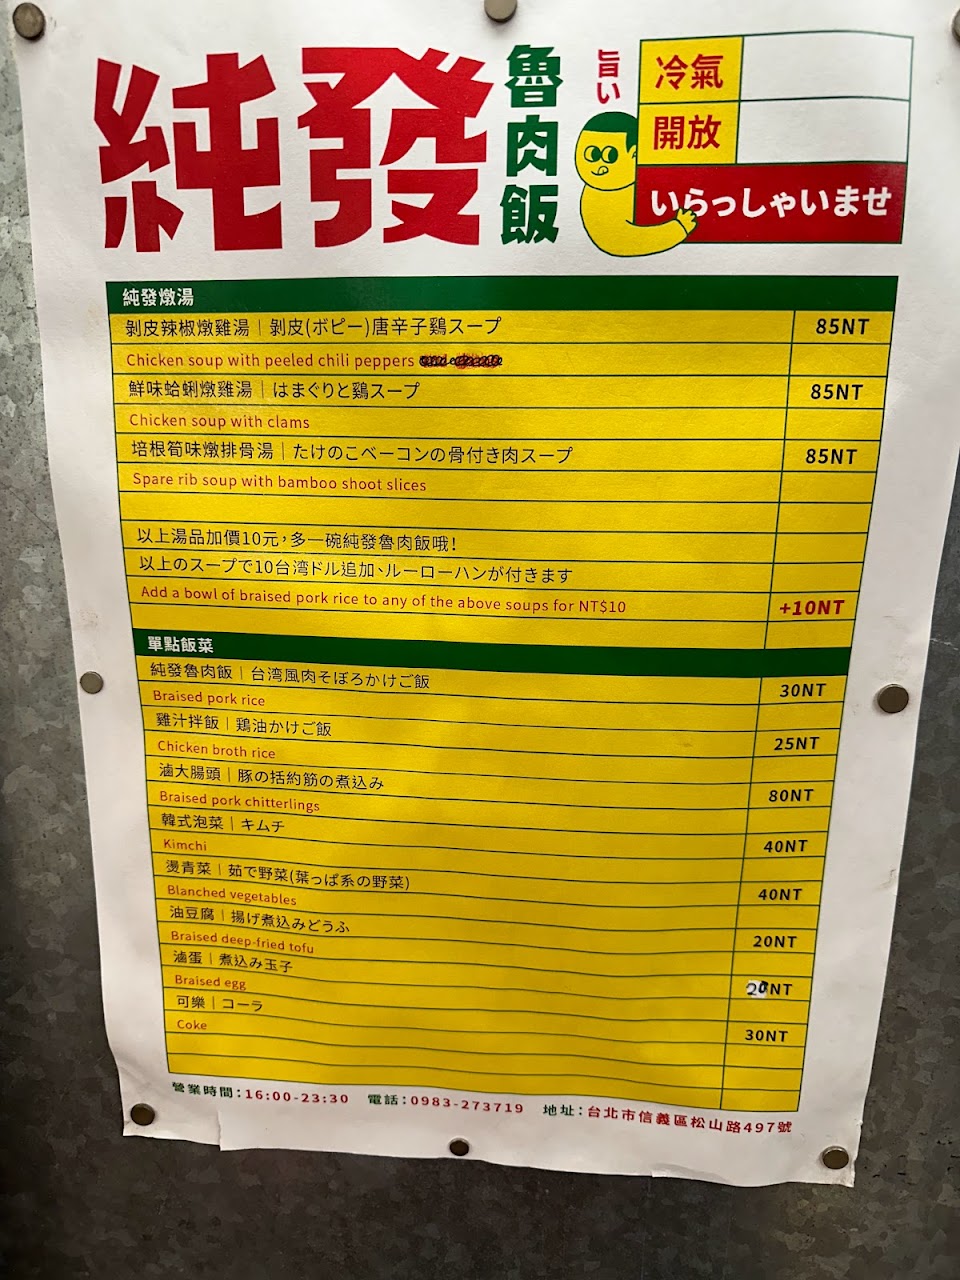 純發
魯肉飯
旨い
冷氣
開放
いらっしゃいませ
純發燉湯
剝皮辣椒燉雞湯｜剝皮(ボピー)唐辛子鶏スープ 85NT
Chicken soup with peeled chili peppers
鮮味蛤蜊燉雞湯｜はまぐりと鶏スープ 85NT
Chicken soup with clams
培根筍味燉排骨湯｜たけのこベーコンの骨付き肉スープ 85NT
Spare rib soup with bamboo shoot slices
以上湯品加價10元，多一碗純發魯肉飯哦！
以上のスープで10台湾ドル追加、ルーローハンが付きます
Add a bowl of braised pork rice to any of the above soups for NT$10 +10NT
單點飯菜
純發魯肉飯｜台湾風肉そぼろかけご飯 30NT
Braised pork rice
雞汁拌飯｜鶏油かけご飯 25NT
Chicken broth rice
滷大腸頭｜豚の括約筋の煮込み 80NT
Braised pork chitterlings
韓式泡菜｜キムチ 40NT
Kimchi
燙青菜｜茹で野菜(葉っぱ系の野菜) 40NT
Blanched vegetables
油豆腐｜揚げ煮込みどうふ 20NT
Braised deep-fried tofu
滷蛋｜煮込み玉子 20NT
Braised egg
可樂｜コーラ 30NT
Coke
營業時間：16:00-23:30 電話：0983-273719 地址：台北市信義區松山路497號